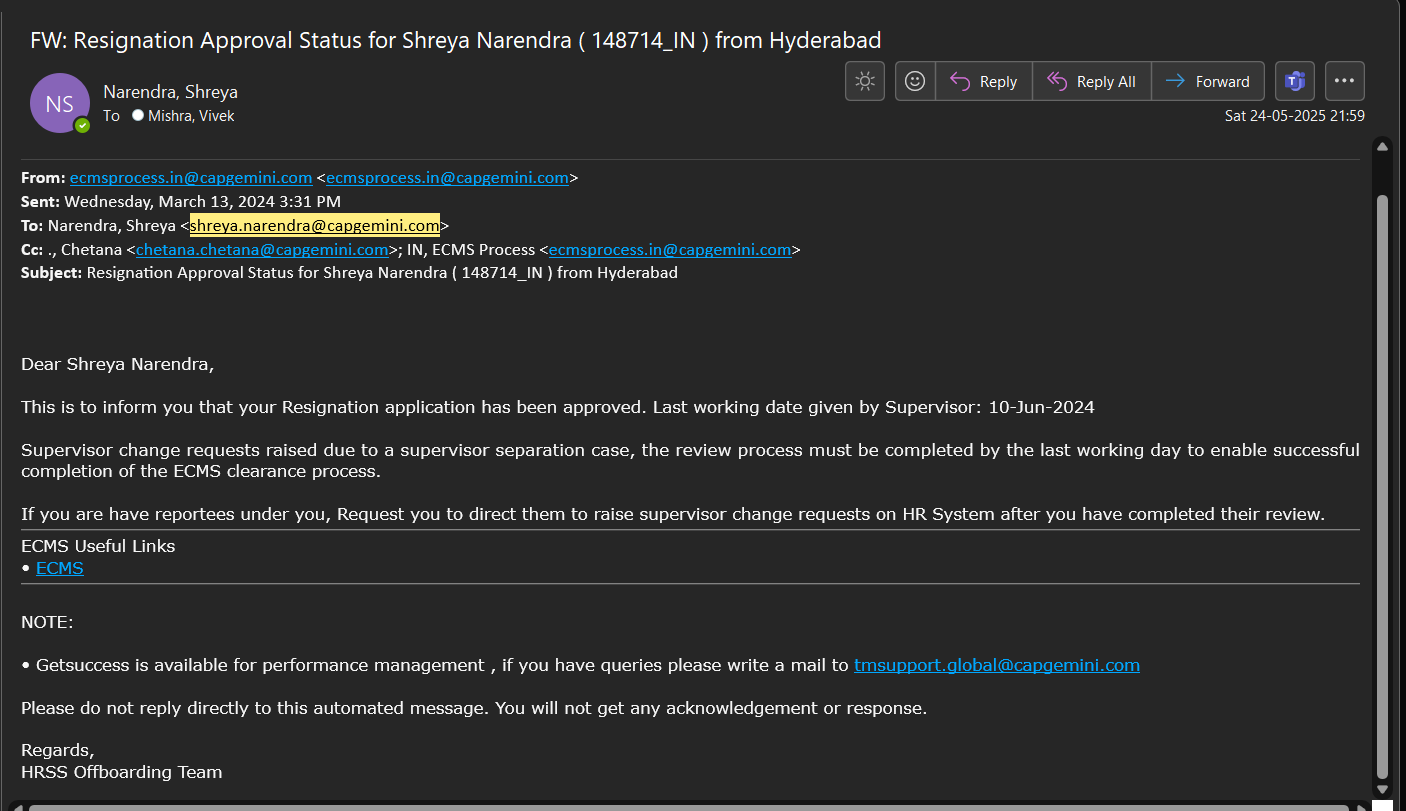 FW: Resignation Approval Status for Shreya Narendra ( 148714_IN ) from Hyderabad
NS
Narendra, Shreya
To Mishra, Vivek
Reply
Reply All
Forward
Sat 24-05-2025 21:59
From: ecmsprocess.in@capgemini.com <ecmsprocess.in@capgemini.com>
Sent: Wednesday, March 13, 2024 3:31 PM
To: Narendra, Shreya <shreya.narendra@capgemini.com>
Cc: ., Chetana <chetana.chetana@capgemini.com>; IN, ECMS Process <ecmsprocess.in@capgemini.com>
Subject: Resignation Approval Status for Shreya Narendra ( 148714_IN ) from Hyderabad
Dear Shreya Narendra,
This is to inform you that your Resignation application has been approved. Last working date given by Supervisor: 10-Jun-2024
Supervisor change requests raised due to a supervisor separation case, the review process must be completed by the last working day to enable successful
completion of the ECMS clearance process.
If you are have reportees under you, Request you to direct them to raise supervisor change requests on HR System after you have completed their review.
ECMS Useful Links
• ECMS
NOTE:
• Getsuccess is available for performance management , if you have queries please write a mail to tmsupport.global@capgemini.com
Please do not reply directly to this automated message. You will not get any acknowledgement or response.
Regards,
HRSS Offboarding Team